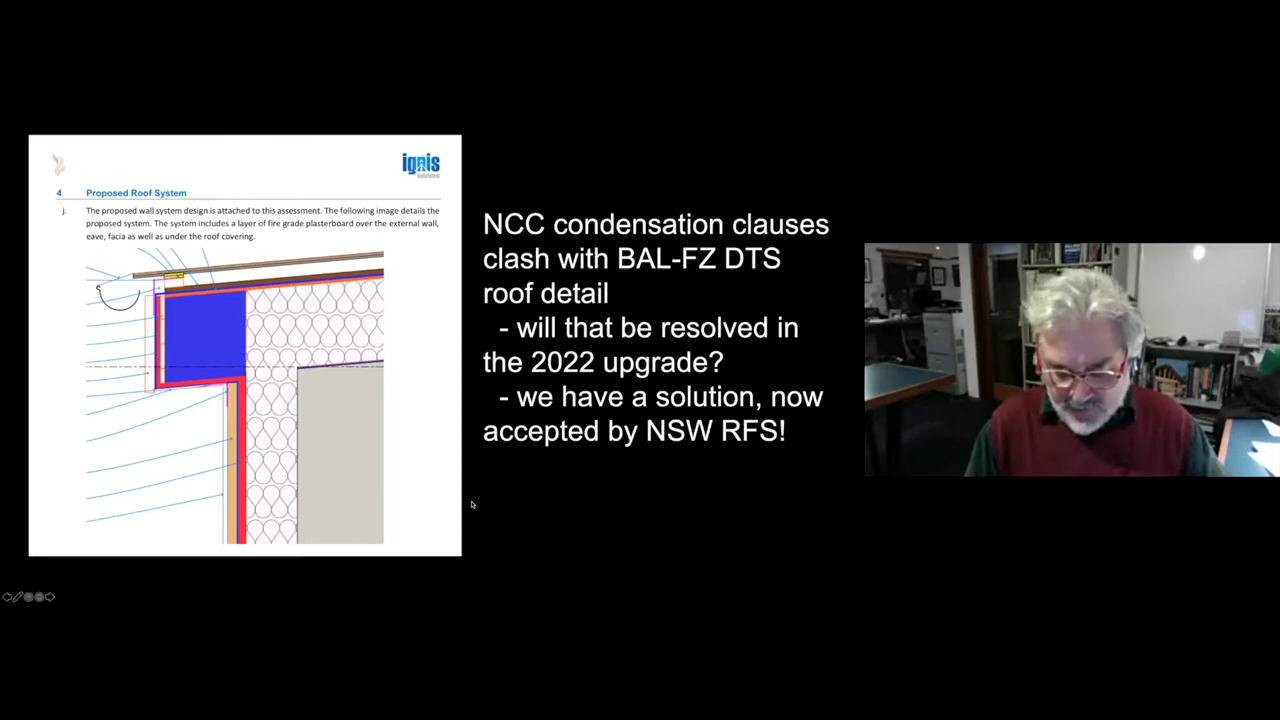 ignis
solutions
4 Proposed Roof System
j. The proposed wall system design is attached to this assessment. The following image details the
proposed system. The system includes a layer of fire grade plasterboard over the external wall,
eave, facia as well as under the roof covering.
NCC condensation clauses
clash with BAL-FZ DTS
roof detail
- will that be resolved in
the 2022 upgrade?
- we have a solution, now
accepted by NSW RFS!